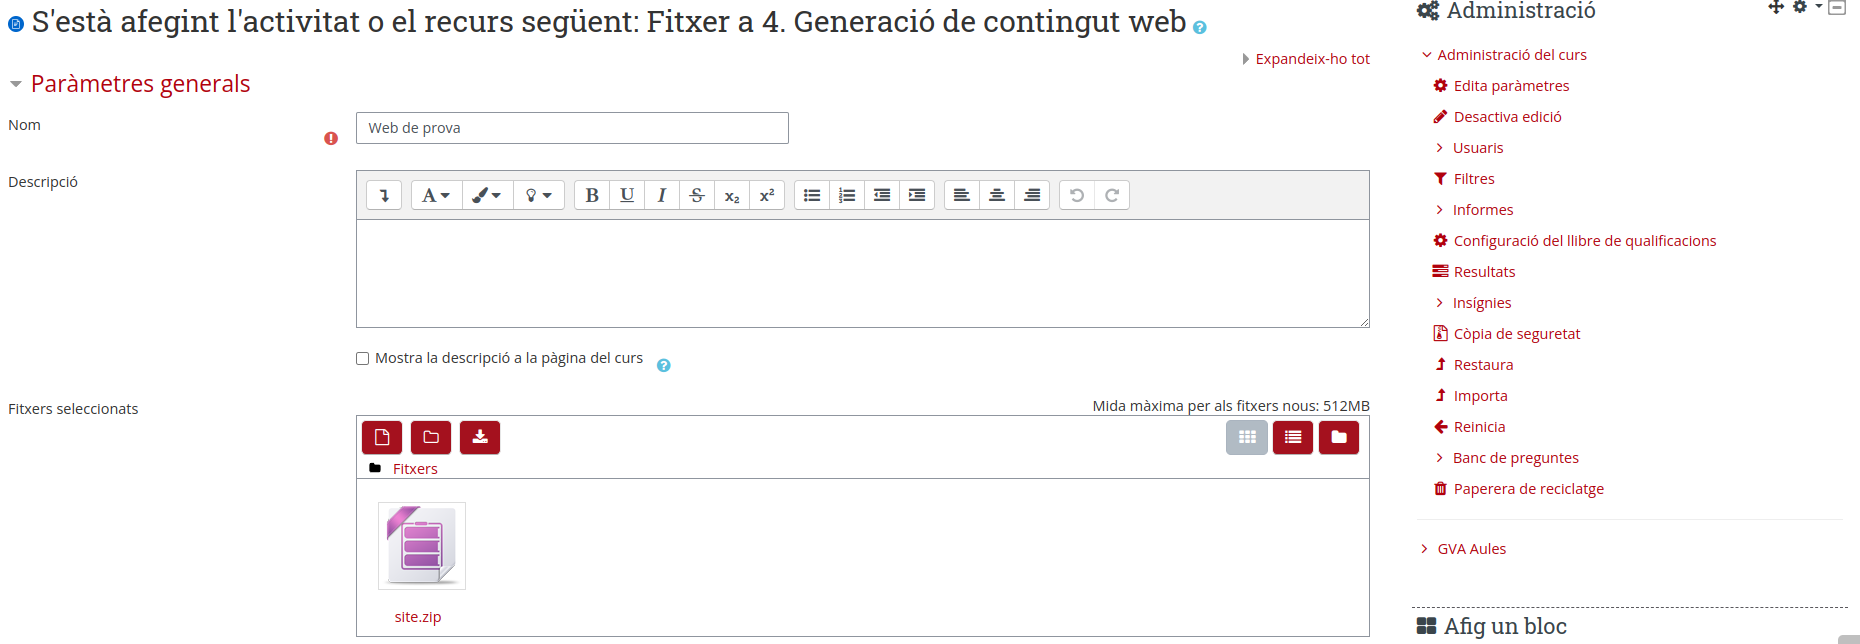 S'està afegint l'activitat o el recurs següent: Fitxer a 4. Generació de contingut web
Expandeix-ho tot
Paràmetres generals
Nom
Web de prova
Descripció
A
B U I S x₂ x²
Mostra la descripció a la pàgina del curs
Fitxers seleccionats
Mida màxima per als fitxers nous: 512MB
Fitxers
site.zip
Administració
Administració del curs
Edita paràmetres
Desactiva edició
Usuaris
Filtres
Informes
Configuració del llibre de qualificacions
Resultats
Insígnies
Còpia de seguretat
Restaura
Importa
Reinicia
Banc de preguntes
Paperera de reciclatge
GVA Aules
Afig un bloc